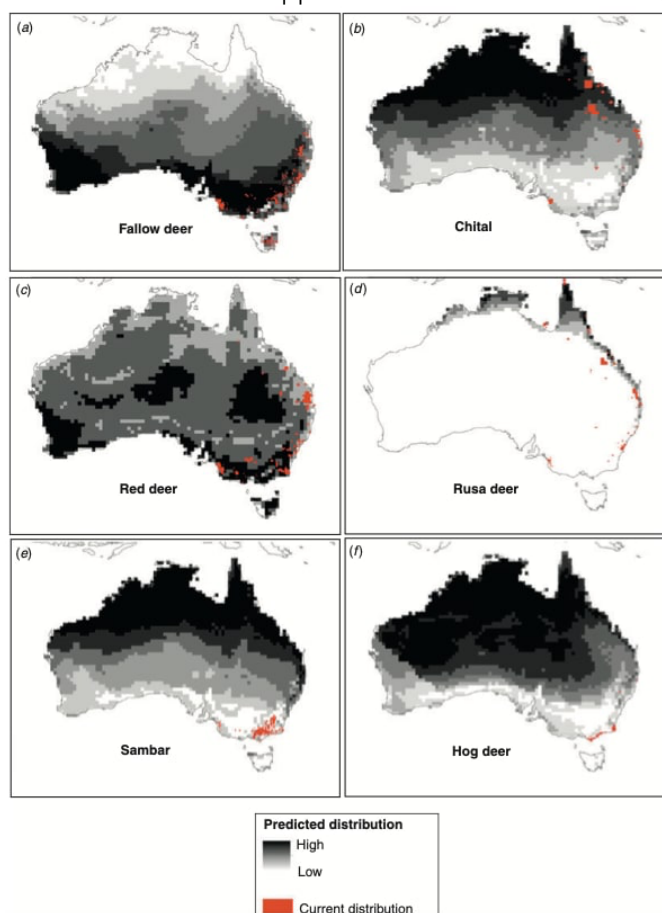 (a)
Fallow deer
(b)
Chital
(c)
Red deer
(d)
Rusa deer
(e)
Sambar
(f)
Hog deer
Predicted distribution
High
Low
Current distribution